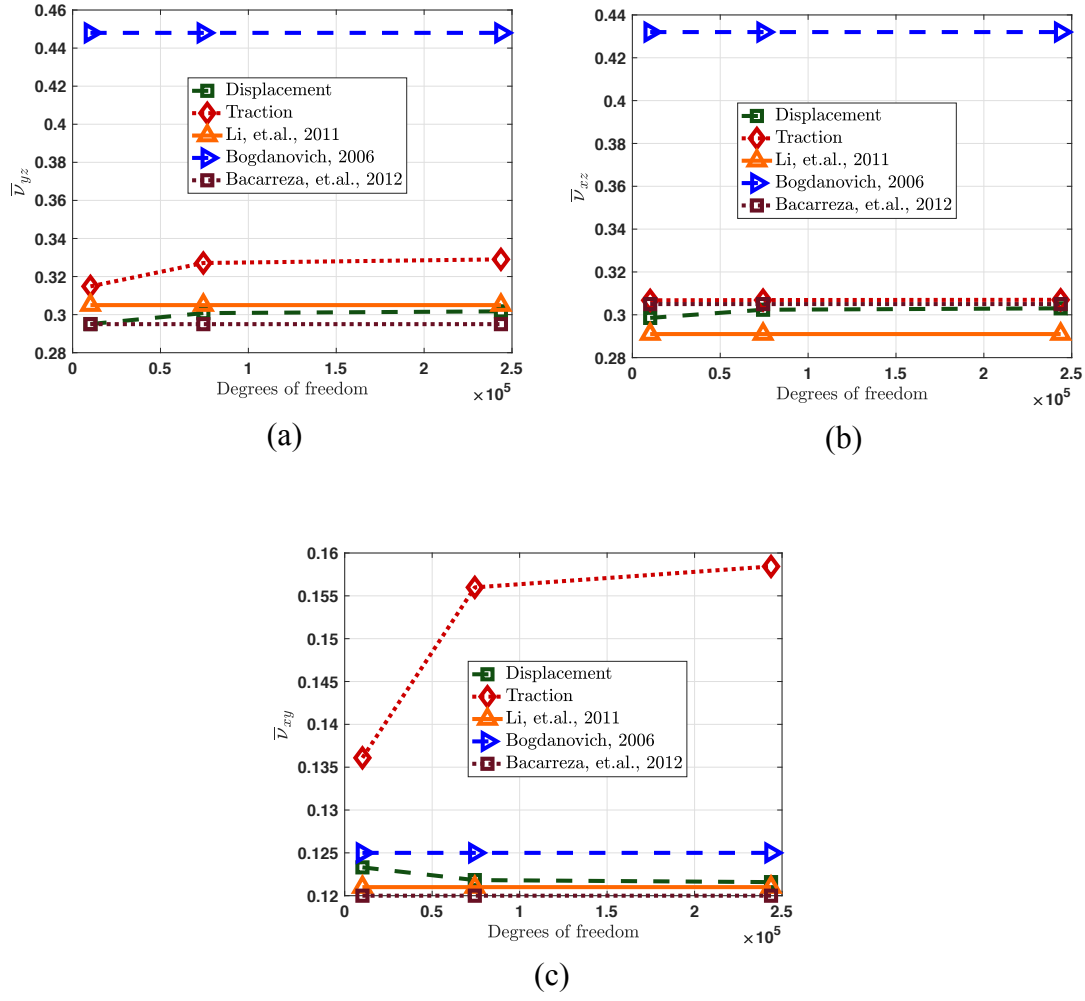 0.46
0.44
0.42
0.4
0.38
0.36
0.34
0.32
0.3
0.28
ν̅yz
Displacement
Traction
Li, et.al., 2011
Bogdanovich, 2006
Bacarreza, et.al., 2012
0 0.5 1 1.5 2 2.5
Degrees of freedom
×10^5
(a)
0.44
0.42
0.4
0.38
0.36
0.34
0.32
0.3
0.28
ν̅xz
Displacement
Traction
Li, et.al., 2011
Bogdanovich, 2006
Bacarreza, et.al., 2012
0 0.5 1 1.5 2 2.5
Degrees of freedom
×10^5
(b)
0.16
0.155
0.15
0.145
0.14
0.135
0.13
0.125
0.12
ν̅xy
Displacement
Traction
Li, et.al., 2011
Bogdanovich, 2006
Bacarreza, et.al., 2012
0 0.5 1 1.5 2 2.5
Degrees of freedom
×10^5
(c)